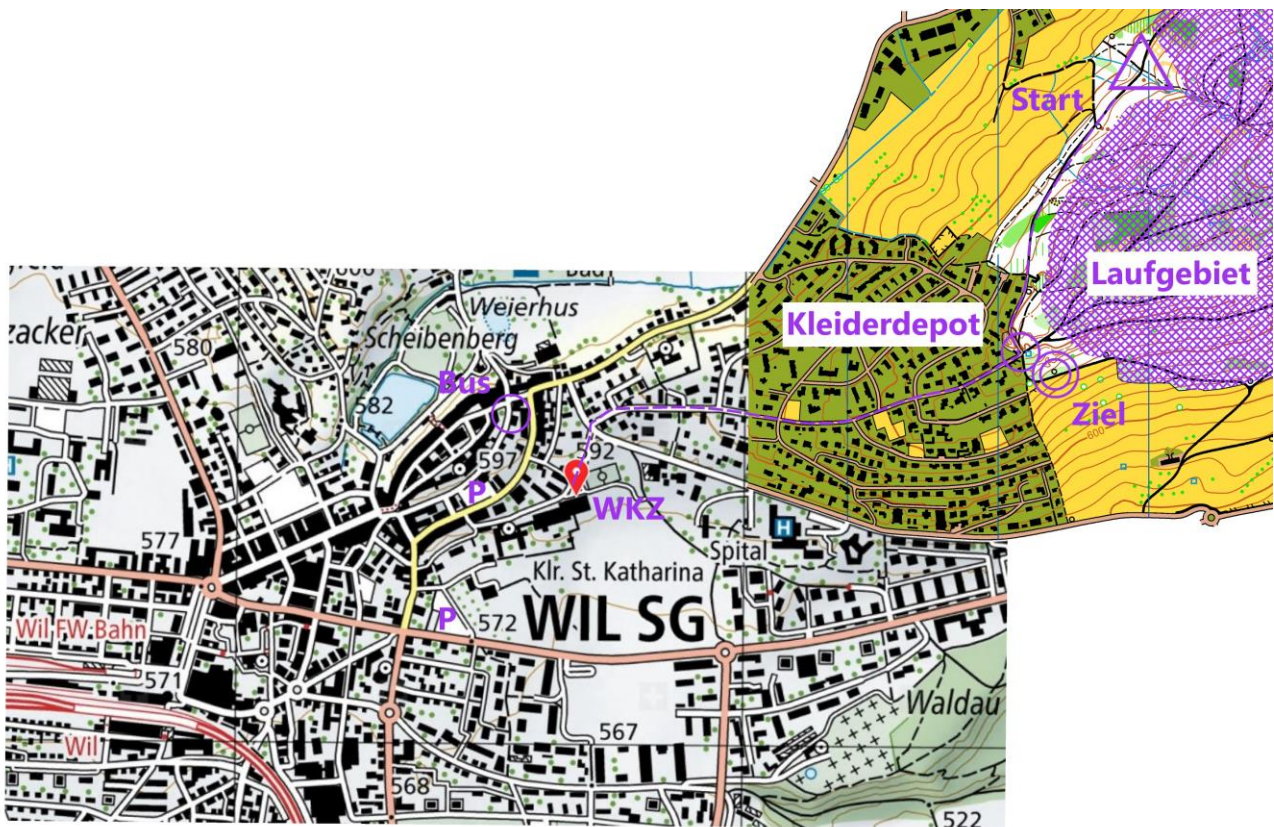 Start
Laufgebiet
Kleiderdepot
Ziel
600
Weierhus
Scheibenberg
zacker
580
Bus
582
597
592
P
WKZ
577
Spital
H
Klr. St. Katharina
WIL SG
P
572
Wil FW Bahn
571
Wil
Waldau
567
568
522